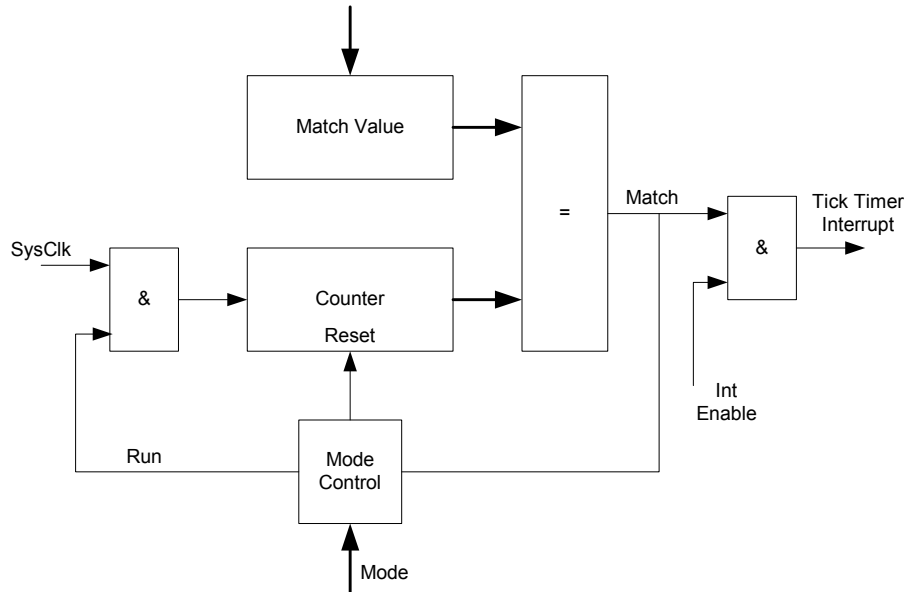 Match Value
=
Match
Tick Timer
Interrupt
&
SysClk
&
Counter
Reset
Int
Enable
Run
Mode
Control
Mode